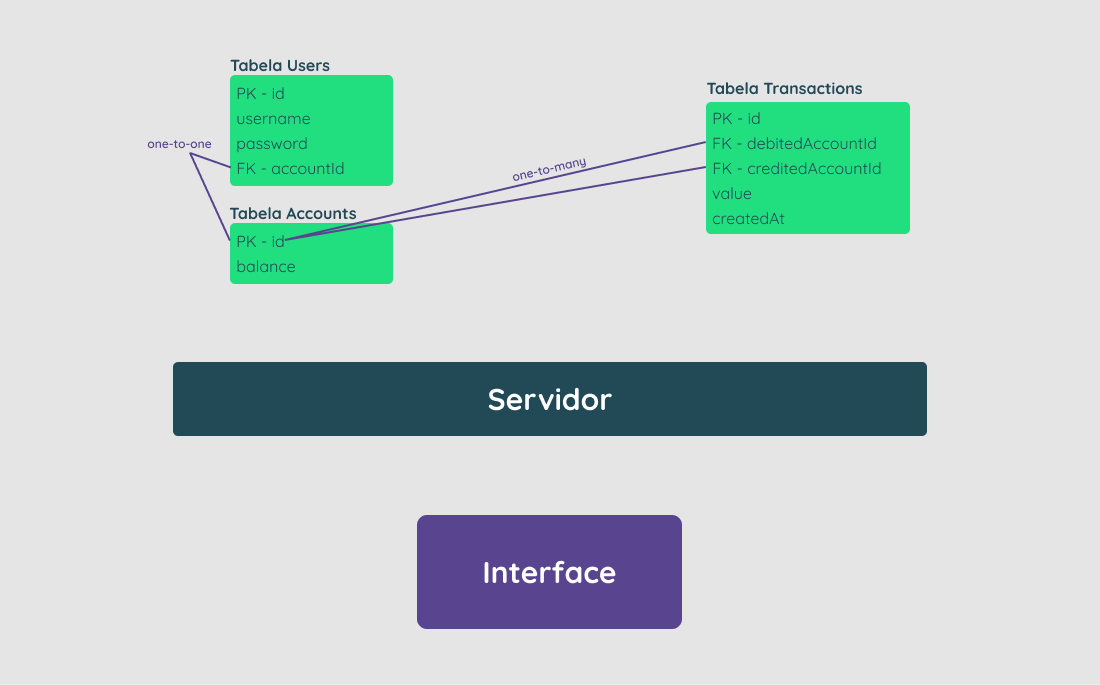 Tabela Users
PK - id
username
password
FK - accountId
one-to-one
Tabela Accounts
PK - id
balance
one-to-many
Tabela Transactions
PK - id
FK - debitedAccountId
FK - creditedAccountId
value
createdAt
Servidor
Interface